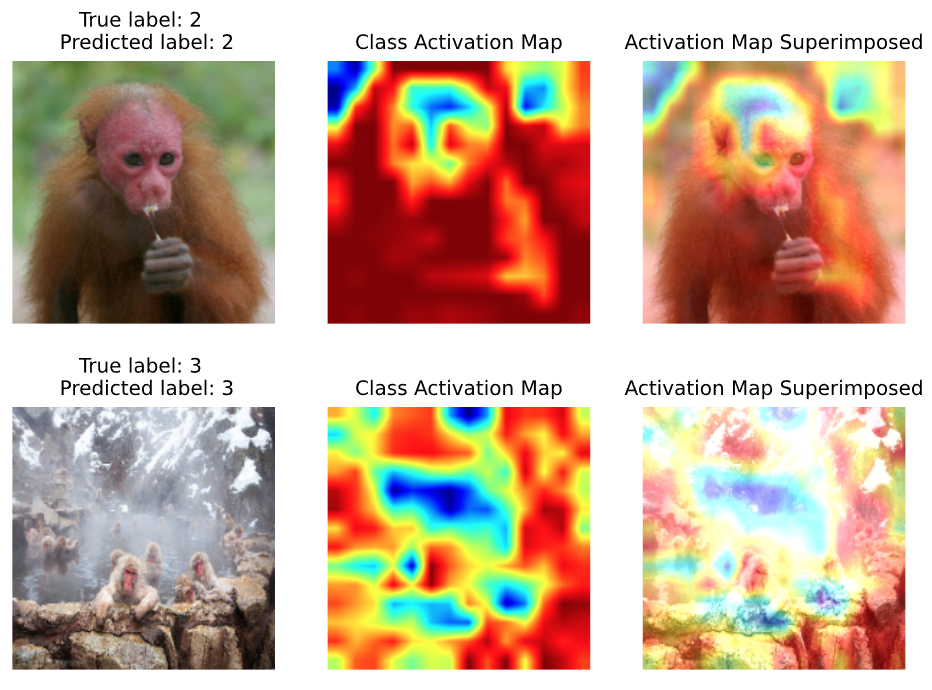 True label: 2
Predicted label: 2
Class Activation Map
Activation Map Superimposed
True label: 3
Predicted label: 3
Class Activation Map
Activation Map Superimposed